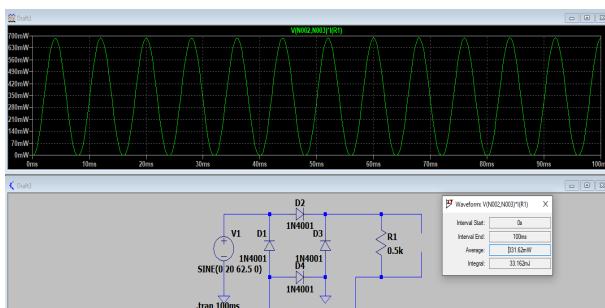 Draft3
V(N002,N003)*I(R1)
700mW
630mW
560mW
490mW
420mW
350mW
280mW
210mW
140mW
70mW
0mW
0ms 10ms 20ms 30ms 40ms 50ms 60ms 70ms 80ms 90ms 100ms
Draft3
D2
1N4001
V1
D1
1N4001
D3
1N4001
R1
0.5k
SINE(0 20 62.5 0)
D4
1N4001
.tran 100ms
Waveform: V(N002,N003)*I(R1) X
Interval Start: 0s
Interval End: 100ms
Average: 331.62mW
Integral: 33.162mJ